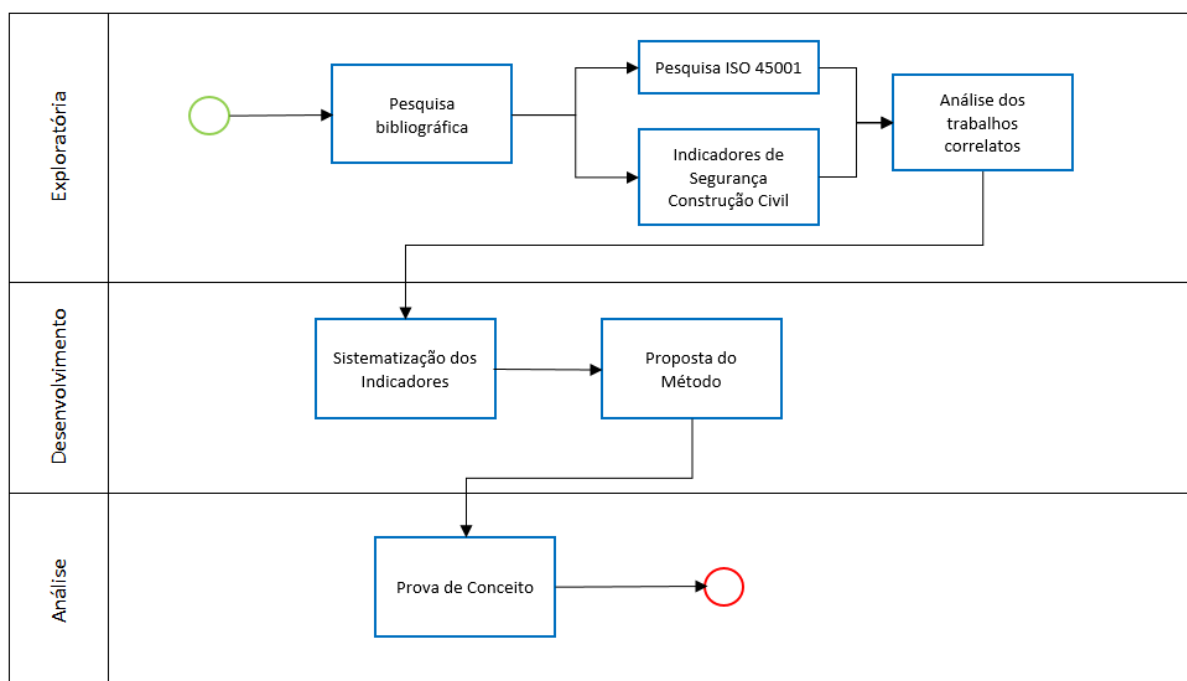 Exploratória
Pesquisa
bibliográfica
Pesquisa ISO 45001
Indicadores de
Segurança
Construção Civil
Análise dos
trabalhos
correlatos
Desenvolvimento
Sistematização dos
Indicadores
Proposta do
Método
Análise
Prova de Conceito